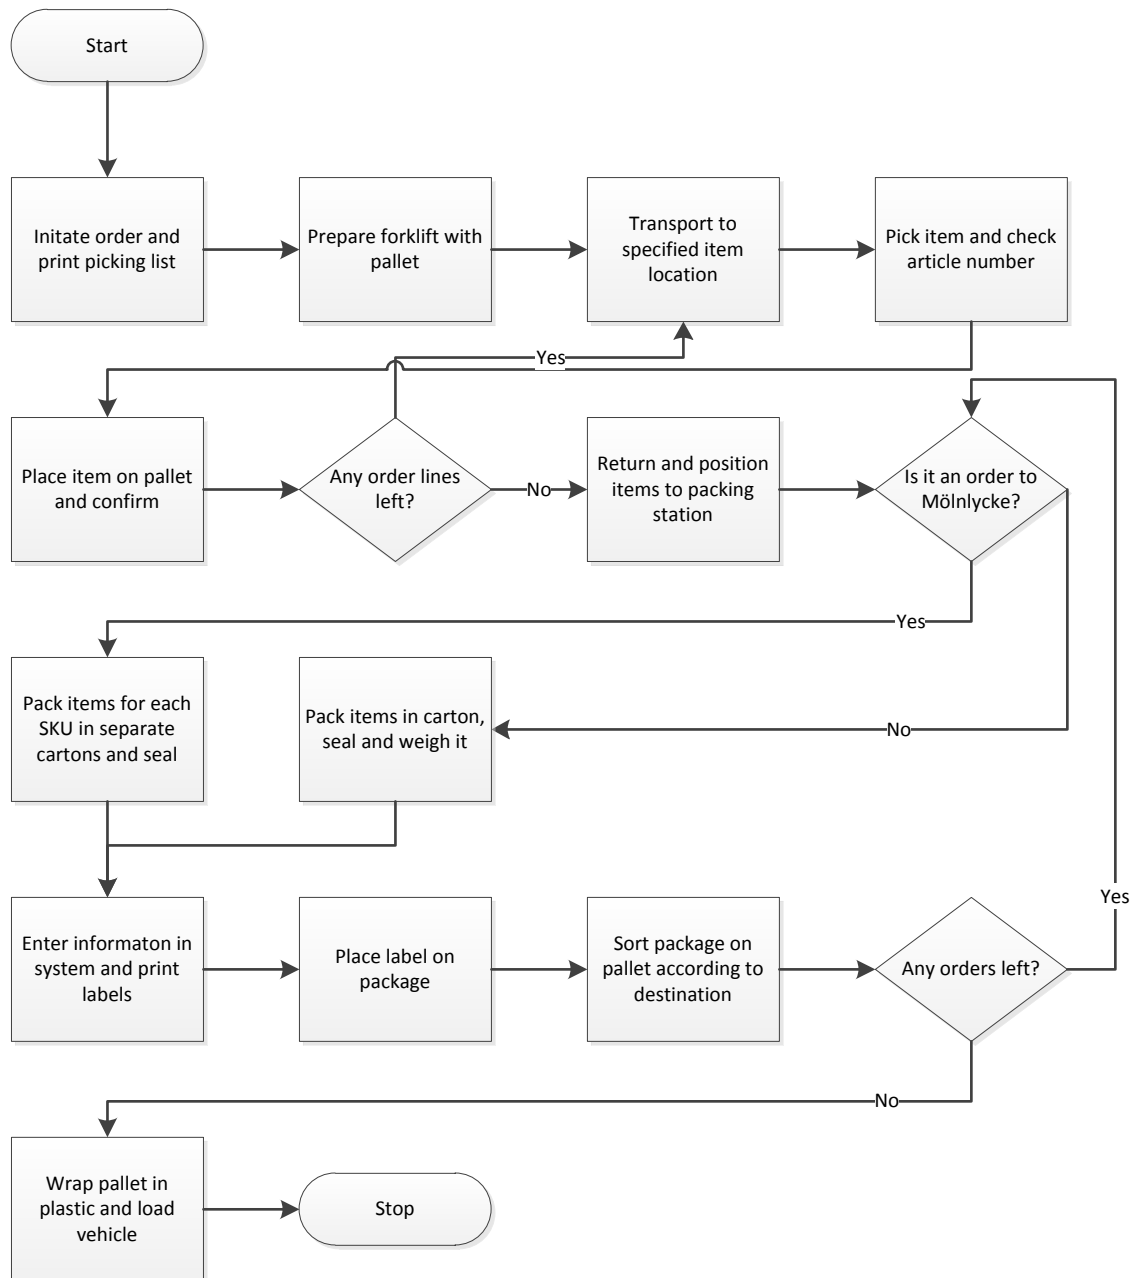 Start
Initate order and
print picking list
Prepare forklift with
pallet
Transport to
specified item
location
Pick item and check
article number
Yes
Place item on pallet
and confirm
Any order lines
left?
No
Return and position
items to packing
station
Is it an order to
Mölnlycke?
Yes
Pack items for each
SKU in separate
cartons and seal
Pack items in carton,
seal and weigh it
No
Yes
Enter informaton in
system and print
labels
Place label on
package
Sort package on
pallet according to
destination
Any orders left?
No
Wrap pallet in
plastic and load
vehicle
Stop